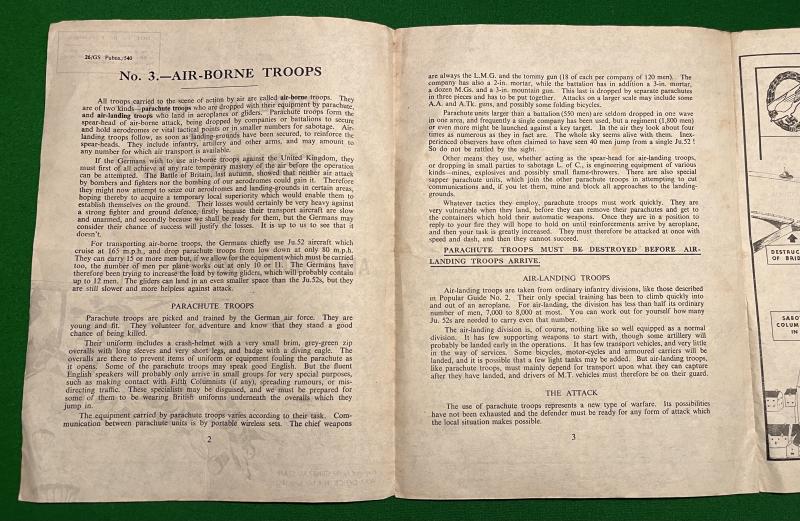 26/GS Pubns./540
No. 3.—AIR-BORNE TROOPS
All troops carried to the scene of action by air are called air-borne troops. They
are of two kinds—parachute troops who are dropped with their equipment by parachute,
and air-landing troops who land in aeroplanes or gliders. Parachute troops form the
spear-head of air-borne attack, being dropped by companies or battalions to secure
and hold aerodromes or vital tactical points or in smaller numbers for sabotage. Air-
landing troops follow, as soon as landing-grounds have been secured, to reinforce the
spear-heads. They include infantry, artillery and other arms, and may amount to
any number for which air transport is available.
If the Germans wish to use air-borne troops against the United Kingdom, they
must first of all achieve at any rate temporary mastery of the air before the operation
can be attempted. The Battle of Britain, last autumn, showed that neither air attack
by bombers and fighters nor the bombing of our aerodromes could gain it. Therefore
they might now attempt to seize our aerodromes and landing-grounds in certain areas,
hoping thereby to acquire a temporary local superiority which would enable them to
establish themselves on the ground. Their losses would certainly be very heavy against
a strong fighter and ground defence, firstly because their transport aircraft are slow
and unarmed, and secondly because we shall be ready for them, but the Germans may
consider their chance of success will justify the losses. It is up to us to see that it
doesn't.
For transporting air-borne troops, the Germans chiefly use Ju.52 aircraft which
cruise at 165 m.p.h., and drop parachute troops from low down at only 80 m.p.h.
They can carry 15 or more men but, if we allow for the equipment which must be carried
too, the number of men per plane works out at only 10 or 11. The Germans have
therefore been trying to increase the load by towing gliders, which will probably contain
up to 12 men. The gliders can land in an even smaller space than the Ju.52s, but they
are still slower and more helpless against attack.
PARACHUTE TROOPS
Parachute troops are picked and trained by the German air force. They are
young and fit. They volunteer for adventure and know that they stand a good
chance of being killed.
Their uniform includes a crash-helmet with a very small brim, grey-green zip
overalls with long sleeves and very short legs, and badge with a diving eagle. The
overalls are there to prevent items of uniform or equipment fouling the parachute as
it opens. Some of the parachute troops may speak good English. But the fluent
English speakers will probably only arrive in small groups for very special purposes,
such as making contact with Fifth Columnists (if any), spreading rumours, or mis-
directing traffic. These specialists may be disguised, and we must be prepared for
some of them to be wearing British uniforms underneath the overalls which they
jump in.
The equipment carried by parachute troops varies according to their task. Com-
munication between parachute units is by portable wireless sets. The chief weapons
2
are always the L.M.G. and the tommy gun (18 of each per company of 120 men). The
company has also a 2-in. mortar, while the battalion has in addition a 3-in. mortar,
a dozen M.Gs. and a 3-in. mountain gun. This last is dropped by separate parachutes
in three pieces and has to be put together. Attacks on a larger scale may include some
A.A. and A.Tk. guns, and possibly some folding bicycles.
Parachute units larger than a battalion (550 men) are seldom dropped in one wave
in one area, and frequently a single company has been used, but a regiment (1,800 men)
or even more might be launched against a key target. In the air they look about four
times as numerous as they in fact are. The whole sky seems alive with them. Inex-
perienced observers have often claimed to have seen 40 men jump from a single Ju.52 !
So do not be rattled by the sight.
Other means they use, whether acting as the spear-head for air-landing troops,
or dropping in small parties to sabotage L. of C., is engineering equipment of various
kinds—mines, explosives and possibly small flame-throwers. There are also special
sapper parachute units, which join the other parachute troops in attempting to cut
communications and, if you let them, mine and block all approaches to the landing-
grounds.
Whatever tactics they employ, parachute troops must work quickly. They are
very vulnerable when they land, before they can remove their parachutes and get to
the containers which hold their automatic weapons. Once they are in a position to
reply to your fire they will hope to hold on until reinforcements arrive by aeroplane,
and then your task is greatly increased. They must therefore be attacked at once with
speed and dash, and then they cannot succeed.
PARACHUTE TROOPS MUST BE DESTROYED BEFORE AIR-
LANDING TROOPS ARRIVE.
AIR-LANDING TROOPS
Air-landing troops are taken from ordinary infantry divisions, like those described
in Popular Guide No. 2. Their only special training has been to climb quickly into
and out of an aeroplane. For air-landing, the division has less than half its ordinary
number of men, 7,000 to 8,000 at most. You can work out for yourself how many
Ju. 52s are needed to carry even that number.
The air-landing division is, of course, nothing like so well equipped as a normal
division. It has few supporting weapons to start with, though some artillery will
probably be landed early in the operations. It has few transport vehicles, and very little
in the way of services. Some bicycles, motor-cycles and armoured carriers will be
landed, and it is possible that a few light tanks may be added. But air-landing troops,
like parachute troops, must mainly depend for transport upon what they can capture
after they have landed, and drivers of M.T. vehicles must therefore be on their guard.
THE ATTACK
The use of parachute troops represents a new type of warfare. Its possibilities
have not been exhausted and the defender must be ready for any form of attack which
the local situation makes possible.
3
DESTRUC
OF BRID
SABO
COLUM
IN